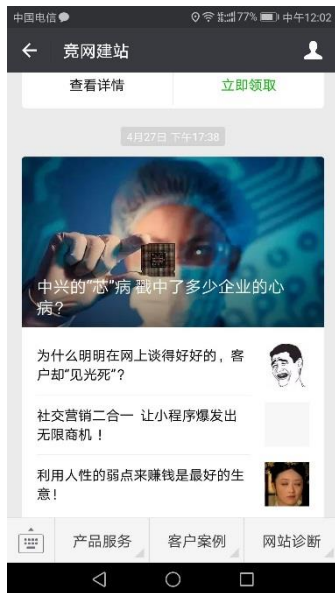 中国电信 77% 中午12:02
竞网建站
查看详情 立即领取
4月27日 下午17:38
中兴的“芯”病 戳中了多少企业的心
病?
为什么明明在网上谈得好好的，客
户却“见光死”?
社交营销二合一 让小程序爆发出
无限商机！
利用人性的弱点来赚钱是最好的生
意!
产品服务 客户案例 网站诊断